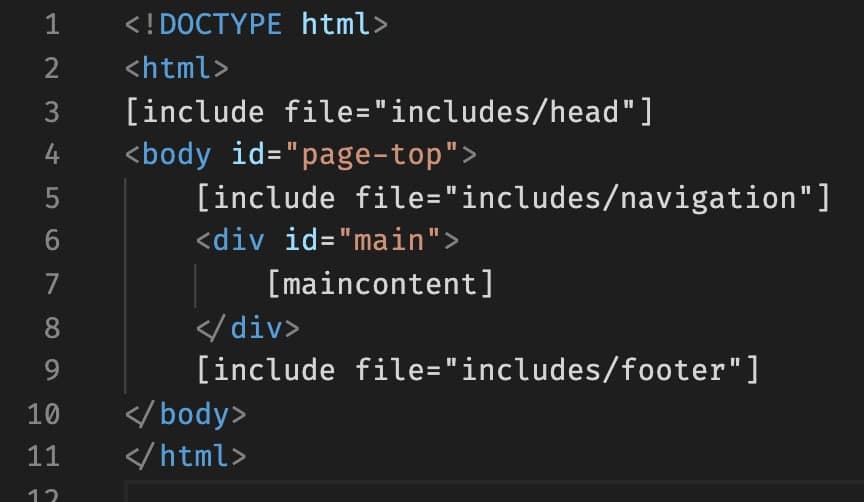 1 <!DOCTYPE html>
2 <html>
3 [include file="includes/head"]
4 <body id="page-top">
5     [include file="includes/navigation"]
6     <div id="main">
7         [maincontent]
8     </div>
9     [include file="includes/footer"]
10 </body>
11 </html>
12